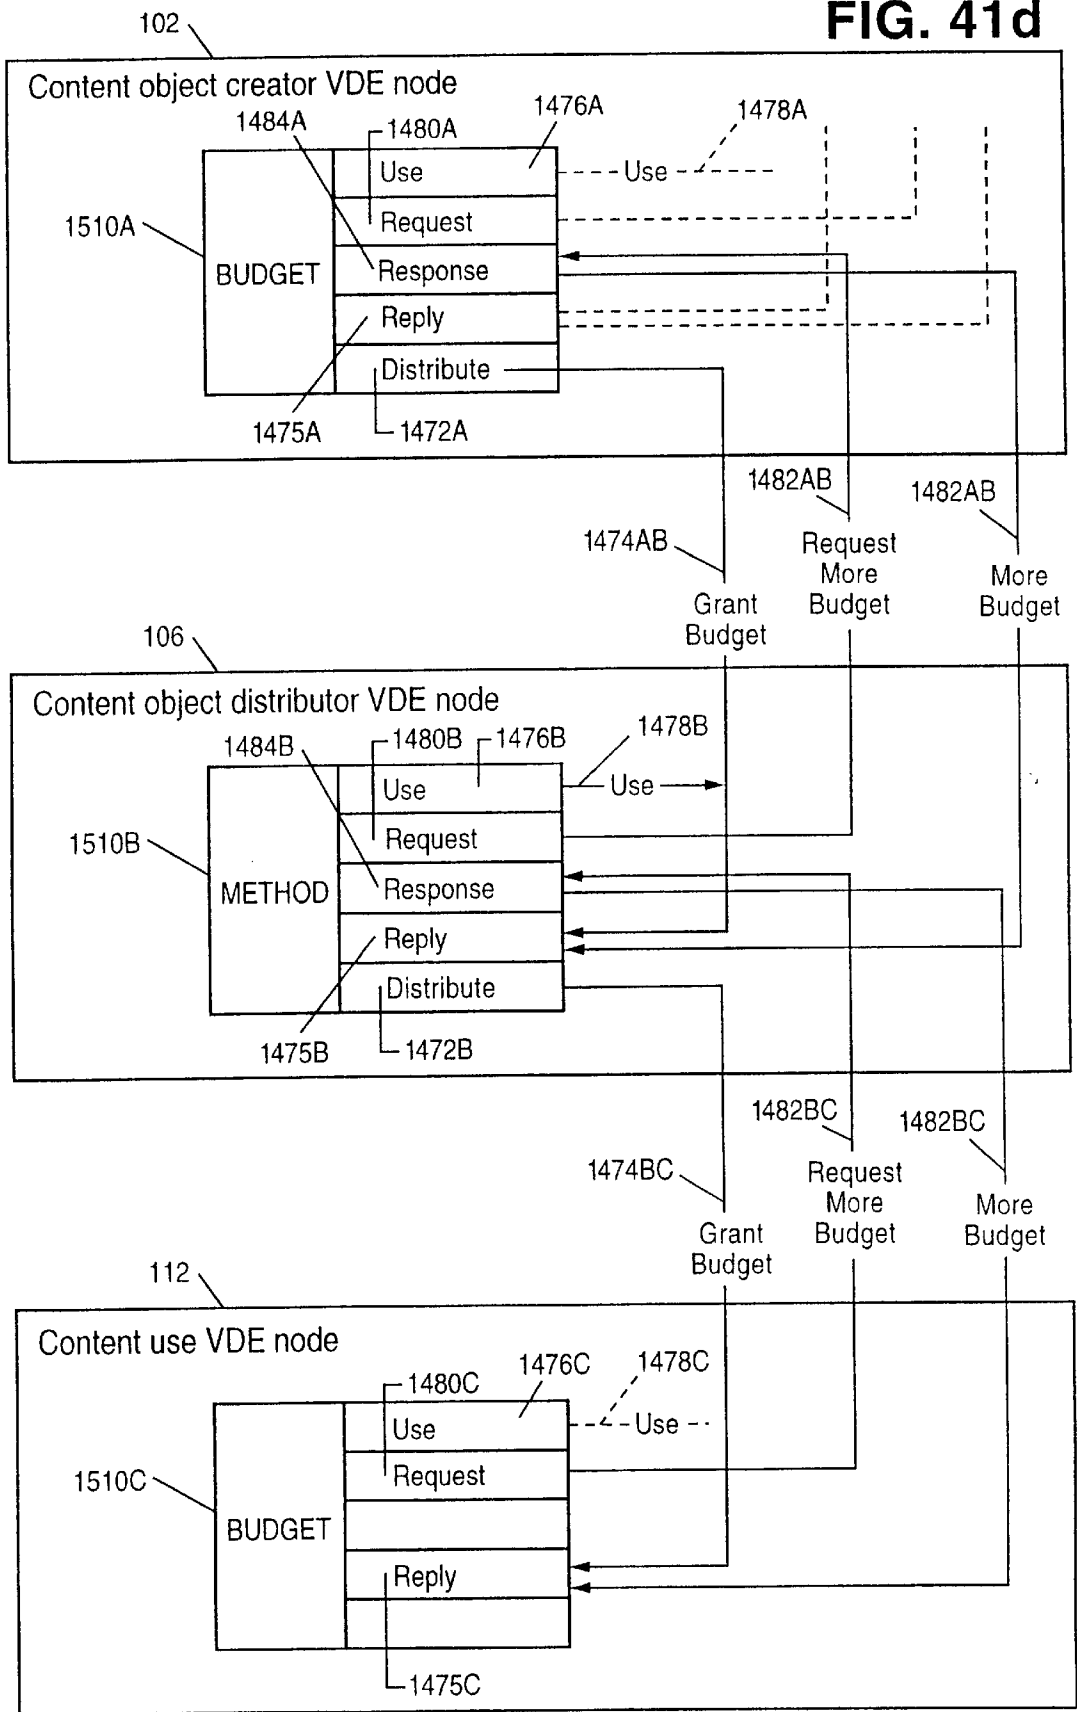 FIG. 41d
102
Content object creator VDE node
1476A
1478A
1484A
1480A
Use
Use
1510A
Request
BUDGET
Response
Reply
Distribute
1475A
1472A
1482AB
1482AB
1474AB
Request
More
Budget
More
Budget
Grant
Budget
106
Content object distributor VDE node
1478B
1484B
1480B
1476B
Use
Use
1510B
Request
METHOD
Response
Reply
Distribute
1475B
1472B
1482BC
1482BC
1474BC
Request
More
Budget
More
Budget
Grant
Budget
112
Content use VDE node
1476C
1478C
1480C
Use
Use
1510C
Request
BUDGET
Reply
1475C